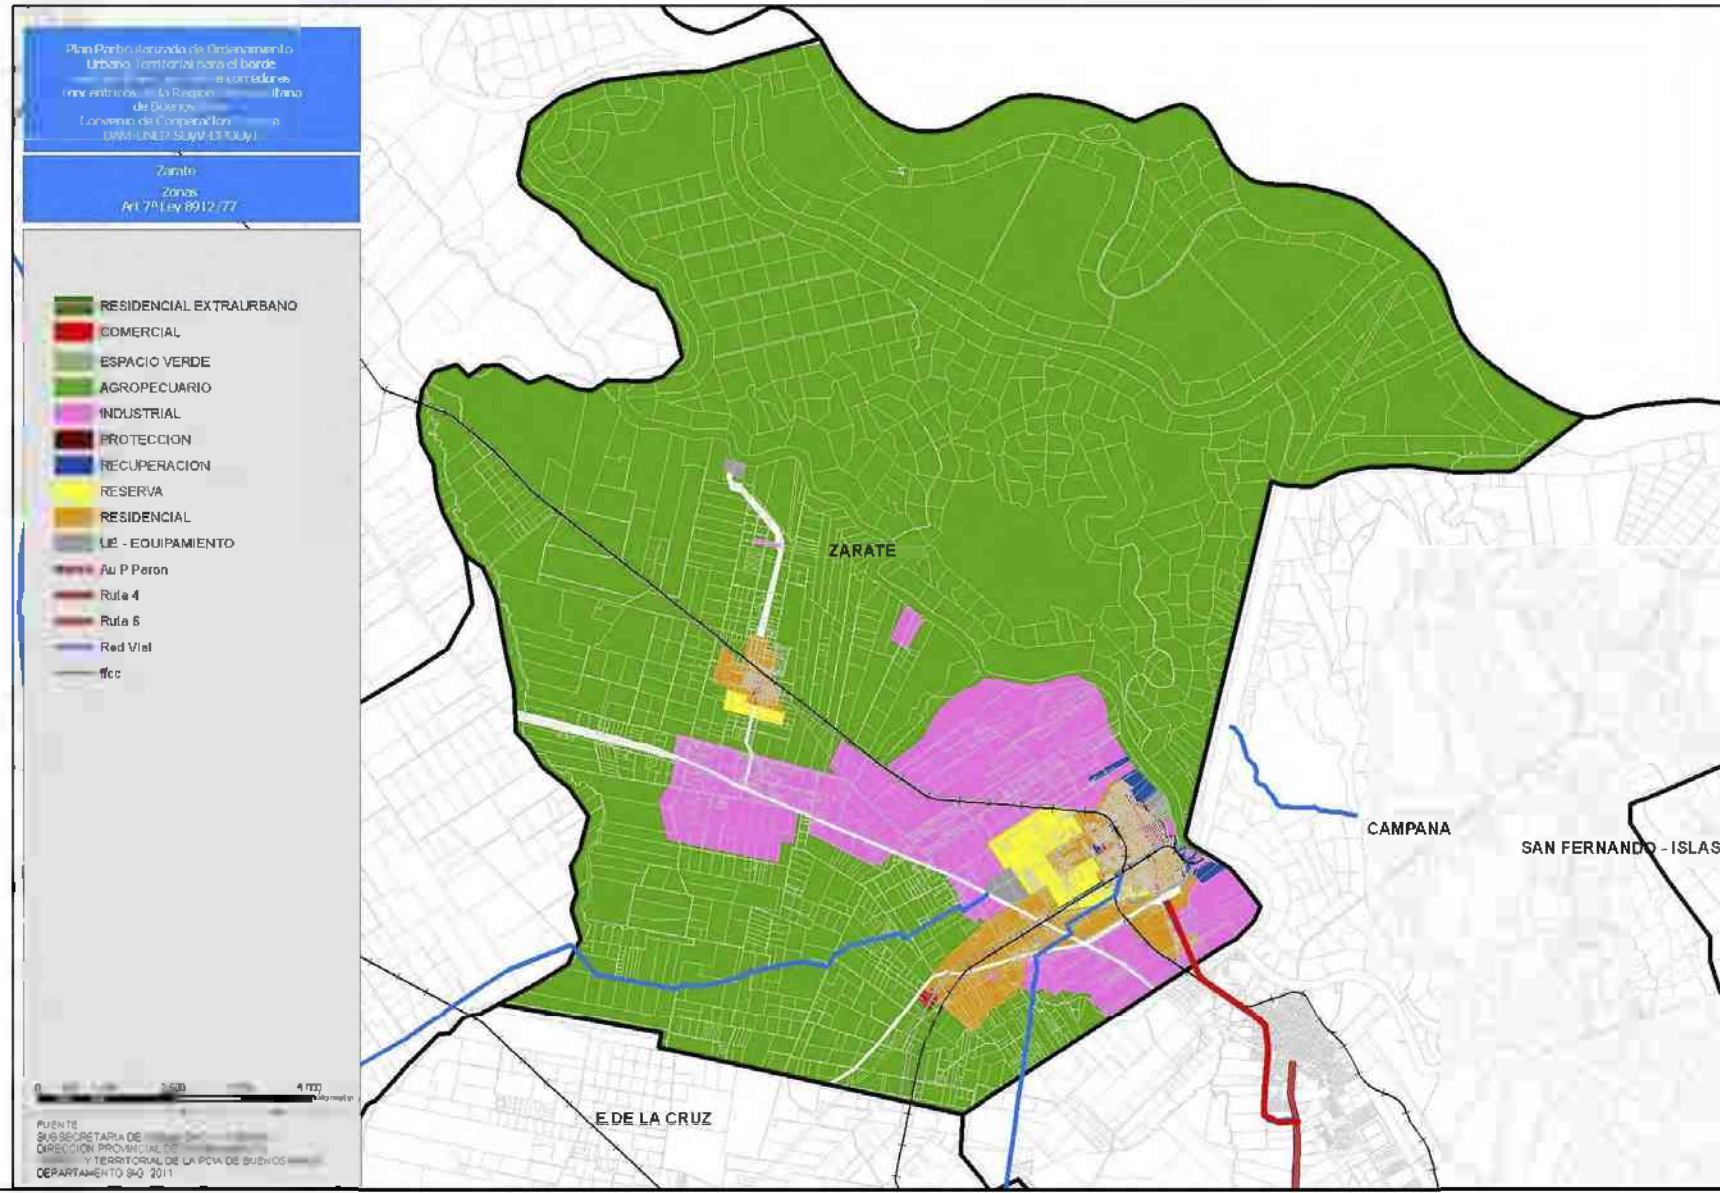 Plan Particularizado de Ordenamiento
Urbano Territorial para el borde
corredores
de la Region
de Buenos
Convenio de Cooperacion
Zarate
Zonas
Art 7º Ley 8912/77
RESIDENCIAL EXTRAURBANO
COMERCIAL
ESPACIO VERDE
AGROPECUARIO
INDUSTRIAL
PROTECCION
RECUPERACION
RESERVA
RESIDENCIAL
UE - EQUIPAMIENTO
Au P Peron
Ruta 4
Ruta 6
Red Vial
ffcc
ZARATE
CAMPANA
SAN FERNANDO - ISLAS
E.DE LA CRUZ
0
FUENTE
SUBSECRETARIA DE
DIRECCION PROVINCIAL DE
Y TERRITORIAL DE LA PCIA DE BUENOS
DEPARTAMENTO SIG 2011